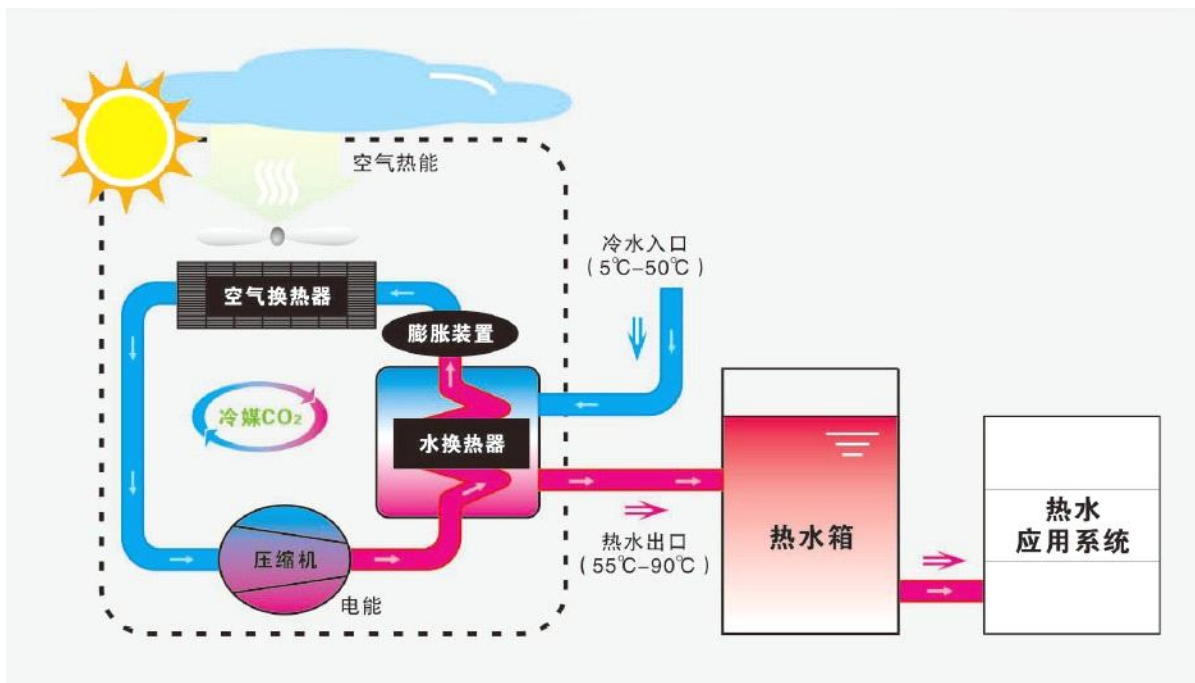 空气热能
冷水入口
(5℃-50℃)
空气换热器
膨胀装置
冷媒CO₂
水换热器
热水出口
(55℃-90℃)
压缩机
电能
热水箱
热水
应用系统